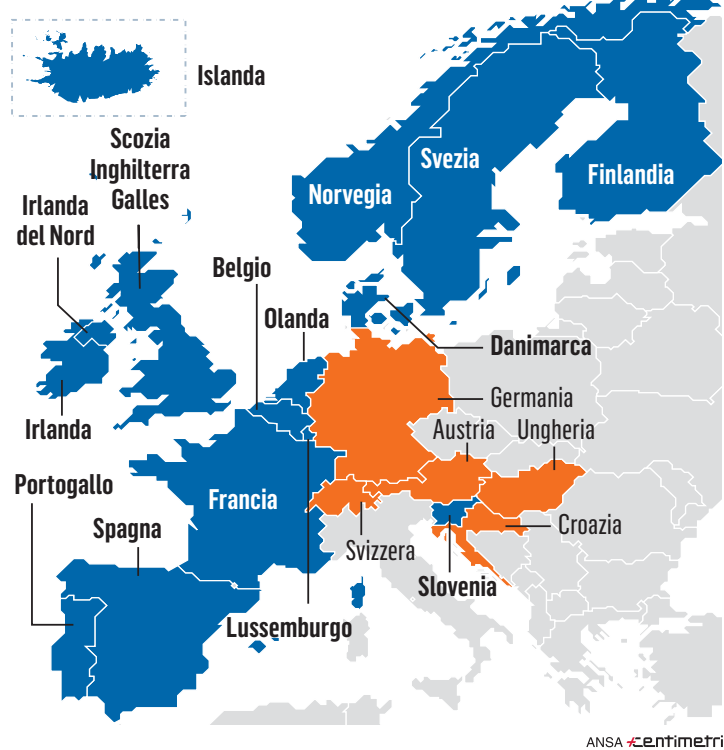 Islanda
Scozia
Inghilterra
Galles
Irlanda
del Nord
Norvegia
Svezia
Finlandia
Belgio
Olanda
Danimarca
Germania
Irlanda
Austria
Ungheria
Portogallo
Francia
Spagna
Croazia
Svizzera
Slovenia
Lussemburgo
ANSA centimetri